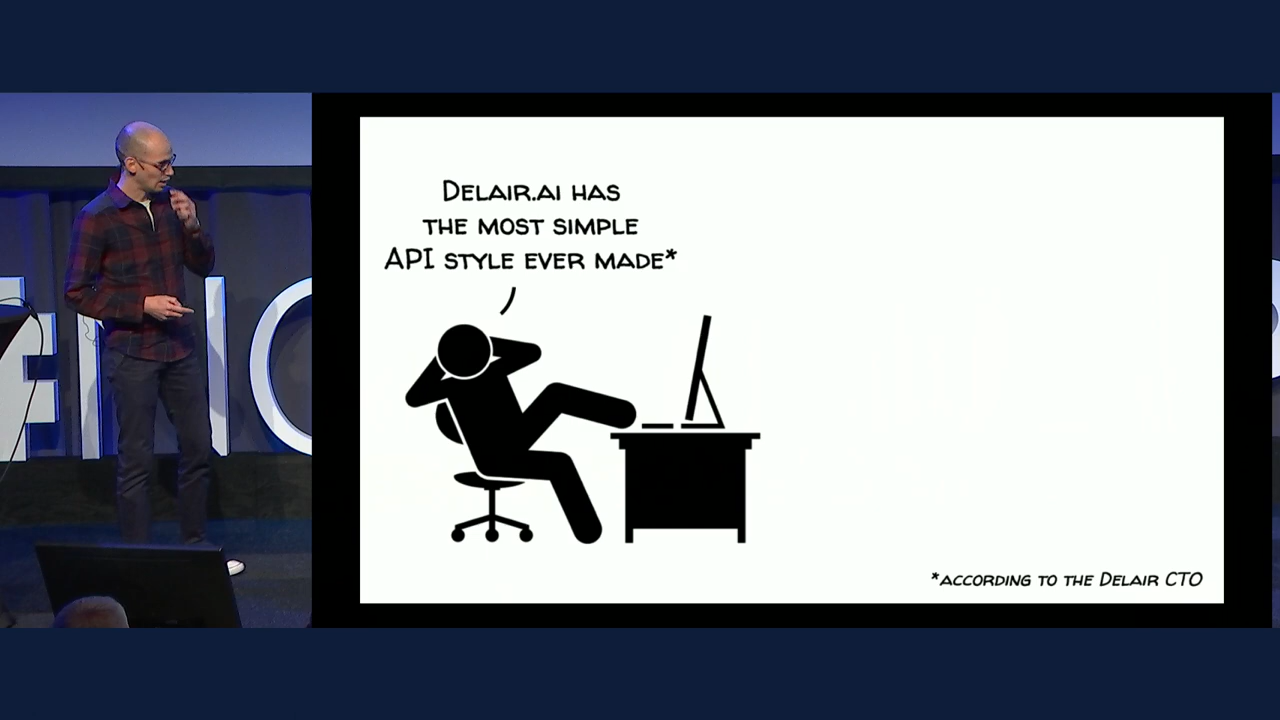 Delair.ai has
the most simple
API style ever made*
*according to the Delair CTO